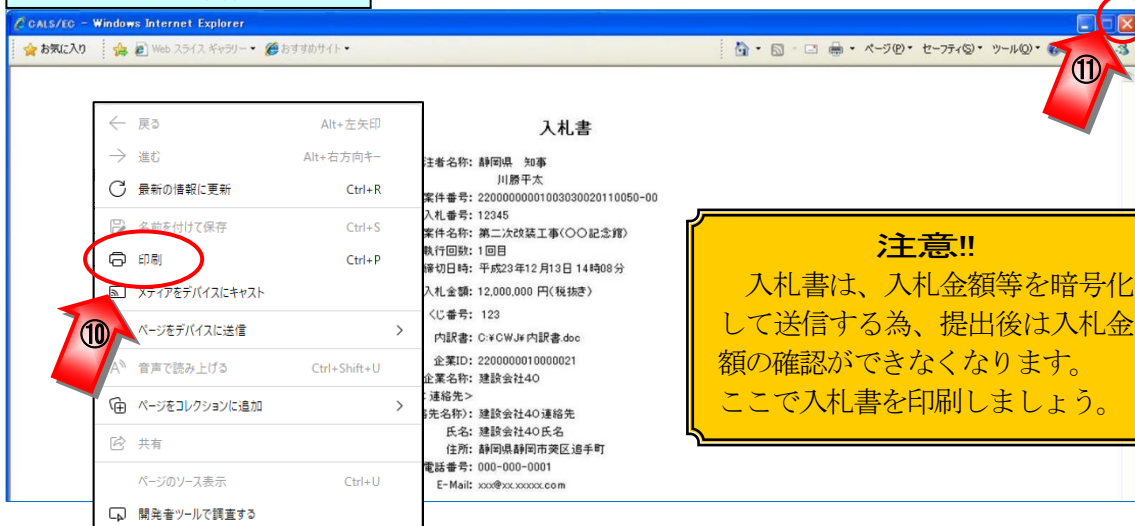 CALS/EC - Windows Internet Explorer
お気に入り Web スライス ギャラリー おすすめサイト ページ(P) セーフティ(S) ツール(O)
⑪
入札書
注者名称: 静岡県 知事
川勝平太
案件番号: 2200000000100303002011​0050-00
入札番号: 12345
案件名称: 第二次改装工事(〇〇記念館)
執行回数: 1回目
締切日時: 平成23年12月13日 14時08分
入札金額: 12,000,000 円(税抜き)
くじ番号: 123
内訳書: C:¥CWJ¥内訳書.doc
企業ID: 2200000010000021
企業名称: 建設会社40
連絡先>
先名称): 建設会社40連絡先
氏名: 建設会社40氏名
住所: 静岡県静岡市葵区追手町
電話番号: 000-000-0001
E-Mail: xxx@xx.xxxxx.com
戻る Alt+左矢印
進む Alt+右方向キー
最新の情報に更新 Ctrl+R
名前を付けて保存 Ctrl+S
印刷 Ctrl+P
メディアをデバイスにキャスト
⑩
ページをデバイスに送信
音声で読み上げる Ctrl+Shift+U
ページをコレクションに追加
共有
ページのソース表示 Ctrl+U
開発者ツールで調査する
注意!!
入札書は、入札金額等を暗号化
して送信する為、提出後は入札金
額の確認ができなくなります。
ここで入札書を印刷しましょう。